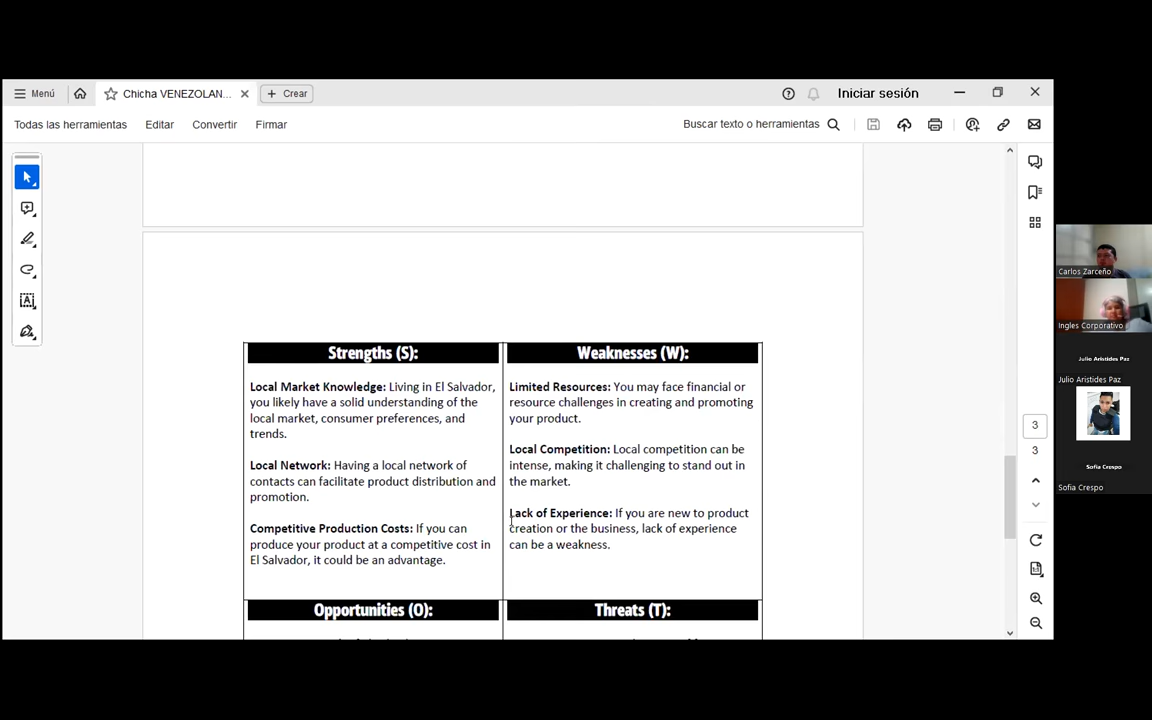 Menú
Chicha VENEZOLAN...
Crear
Iniciar sesión
Todas las herramientas
Editar
Convertir
Firmar
Buscar texto o herramientas
Strengths (S):
Local Market Knowledge: Living in El Salvador,
you likely have a solid understanding of the
local market, consumer preferences, and
trends.
Local Network: Having a local network of
contacts can facilitate product distribution and
promotion.
Competitive Production Costs: If you can
produce your product at a competitive cost in
El Salvador, it could be an advantage.
Weaknesses (W):
Limited Resources: You may face financial or
resource challenges in creating and promoting
your product.
Local Competition: Local competition can be
intense, making it challenging to stand out in
the market.
Lack of Experience: If you are new to product
creation or the business, lack of experience
can be a weakness.
Opportunities (O):
Threats (T):
3
3
Carlos Zarceño
Ingles Corporativo
Julio Aristides Paz
Julio Aristides Paz
Sofia Crespo
Sofia Crespo